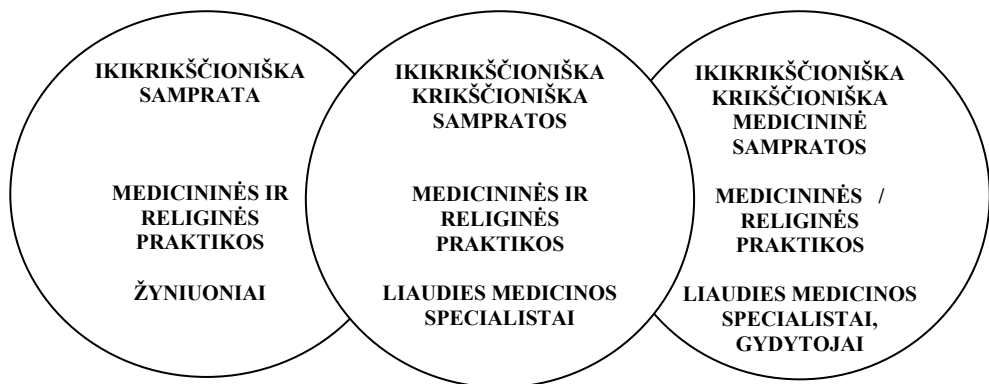 IKIKRIKŠČIONIŠKA
SAMPRATA
MEDICININĖS IR
RELIGINĖS
PRAKTIKOS
ŽYNIUONIAI
IKIKRIKŠČIONIŠKA
KRIKŠČIONIŠKA
SAMPRATOS
MEDICININĖS IR
RELIGINĖS
PRAKTIKOS
LIAUDIES MEDICINOS
SPECIALISTAI
IKIKRIKŠČIONIŠKA
KRIKŠČIONIŠKA
MEDICININĖ
SAMPRATOS
MEDICININĖS /
RELIGINĖS
PRAKTIKOS
LIAUDIES MEDICINOS
SPECIALISTAI,
GYDYTOJAI